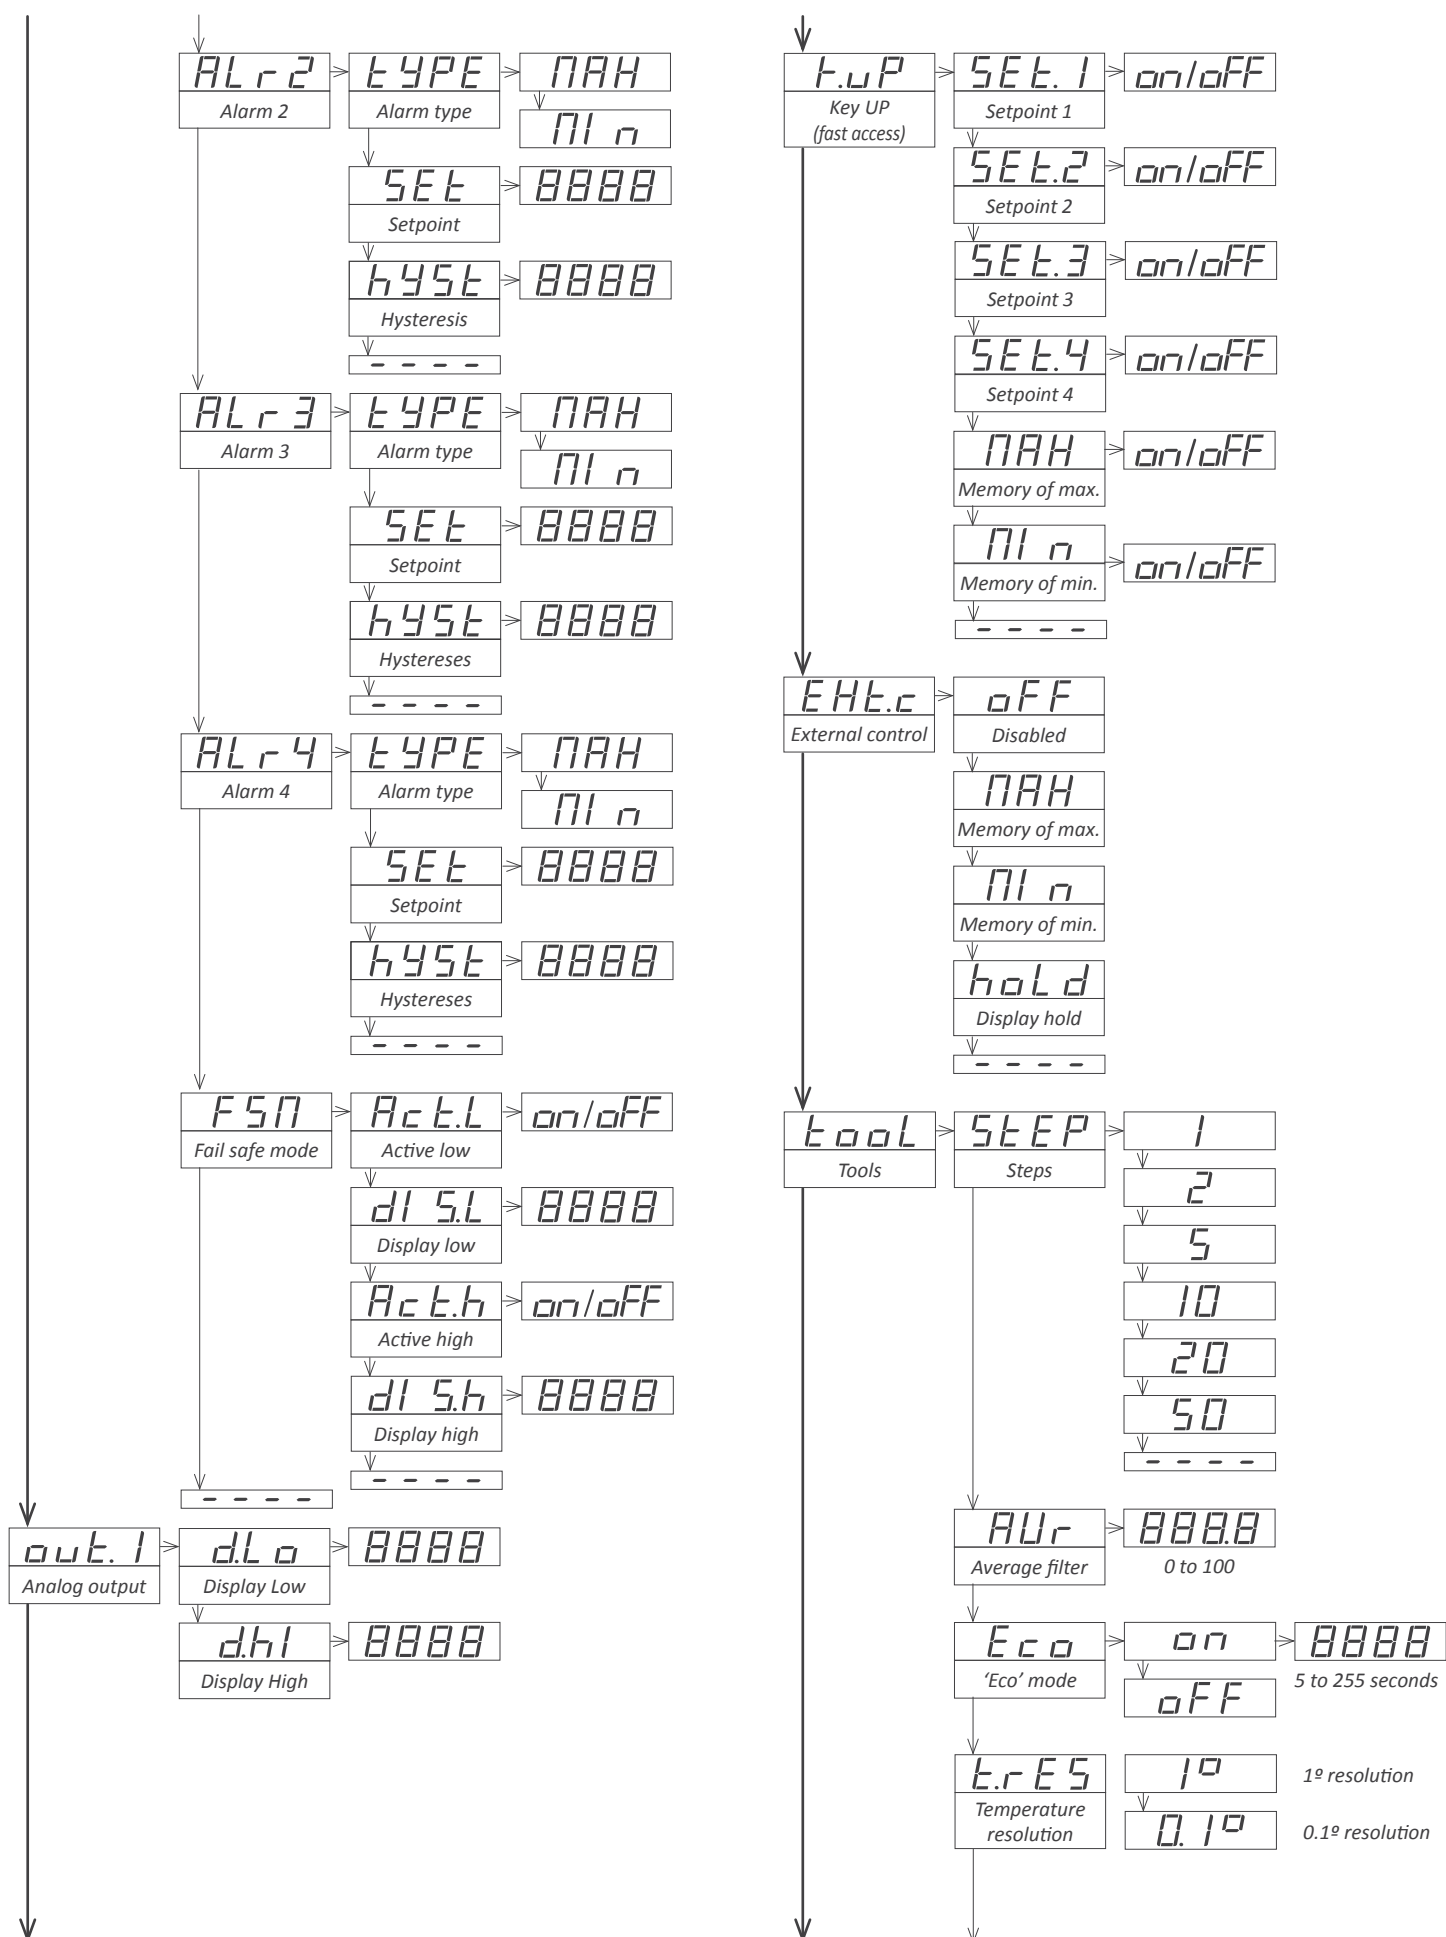 ALr2 tYPE MAH
Alarm 2 Alarm type
MIn
SEt 8888
Setpoint
hYSt 8888
Hysteresis
----
ALr3 tYPE MAH
Alarm 3 Alarm type
MIn
SEt 8888
Setpoint
hYSt 8888
Hystereses
----
ALr4 tYPE MAH
Alarm 4 Alarm type
MIn
SEt 8888
Setpoint
hYSt 8888
Hystereses
----
FSM Act.L on/oFF
Fail safe mode Active low
dIS.L 8888
Display low
Act.h on/oFF
Active high
dIS.h 8888
Display high
----
----
out.1 d.Lo 8888
Analog output Display Low
d.hI 8888
Display High
k.uP SEt.1 on/oFF
Key UP Setpoint 1
(fast access)
SEt.2 on/oFF
Setpoint 2
SEt.3 on/oFF
Setpoint 3
SEt.4 on/oFF
Setpoint 4
MAH on/oFF
Memory of max.
MIn on/oFF
Memory of min.
----
EHt.c oFF
External control Disabled
MAH
Memory of max.
MIn
Memory of min.
hoLd
Display hold
----
tooL StEP 1
Tools Steps
2
5
10
20
50
----
AVr 888.8
Average filter 0 to 100
Eco on 8888
‘Eco’ mode 5 to 255 seconds
oFF
t.rES 1º 1º resolution
Temperature
resolution
0.1º 0.1º resolution